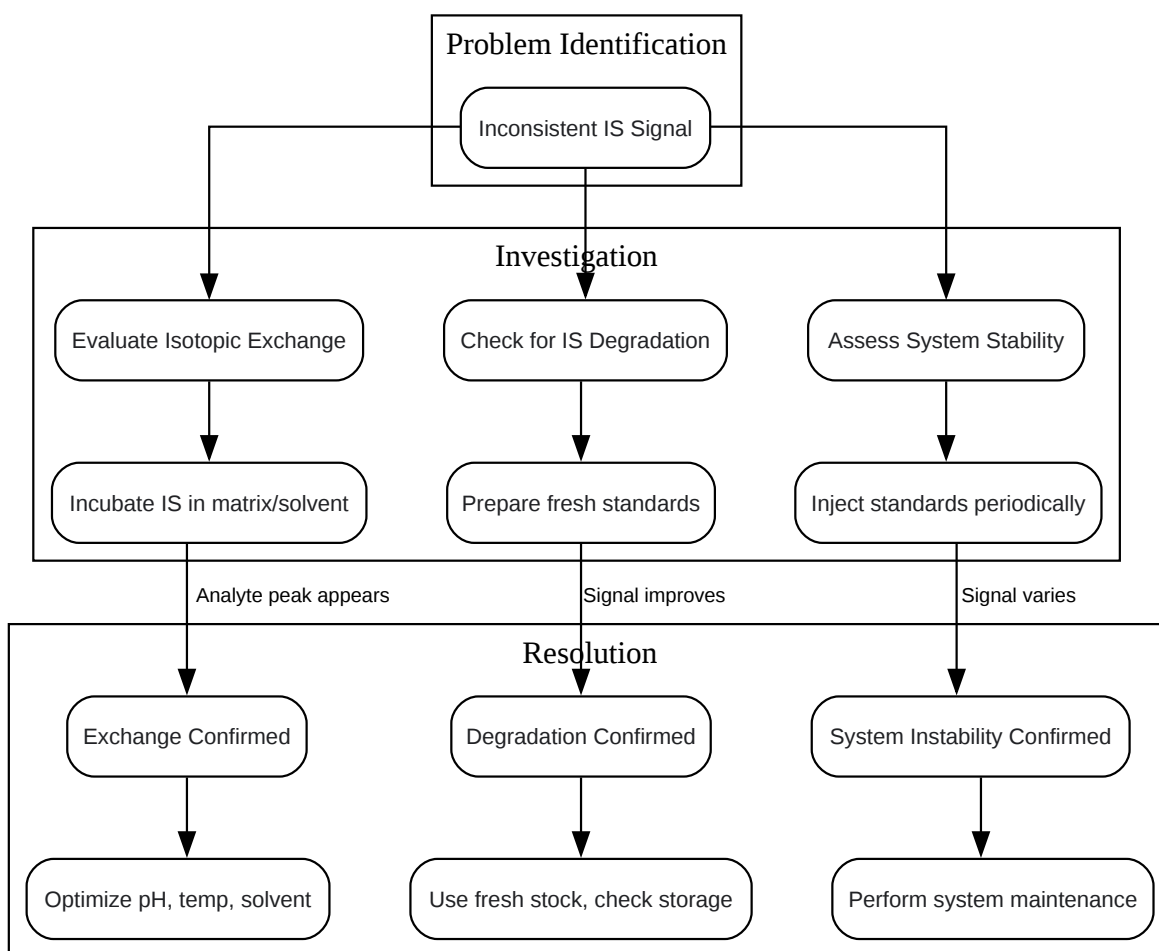 Problem Identification
Inconsistent IS Signal
Investigation
Evaluate Isotopic Exchange
Check for IS Degradation
Assess System Stability
Incubate IS in matrix/solvent
Prepare fresh standards
Inject standards periodically
Analyte peak appears
Signal improves
Signal varies
Resolution
Exchange Confirmed
Degradation Confirmed
System Instability Confirmed
Optimize pH, temp, solvent
Use fresh stock, check storage
Perform system maintenance